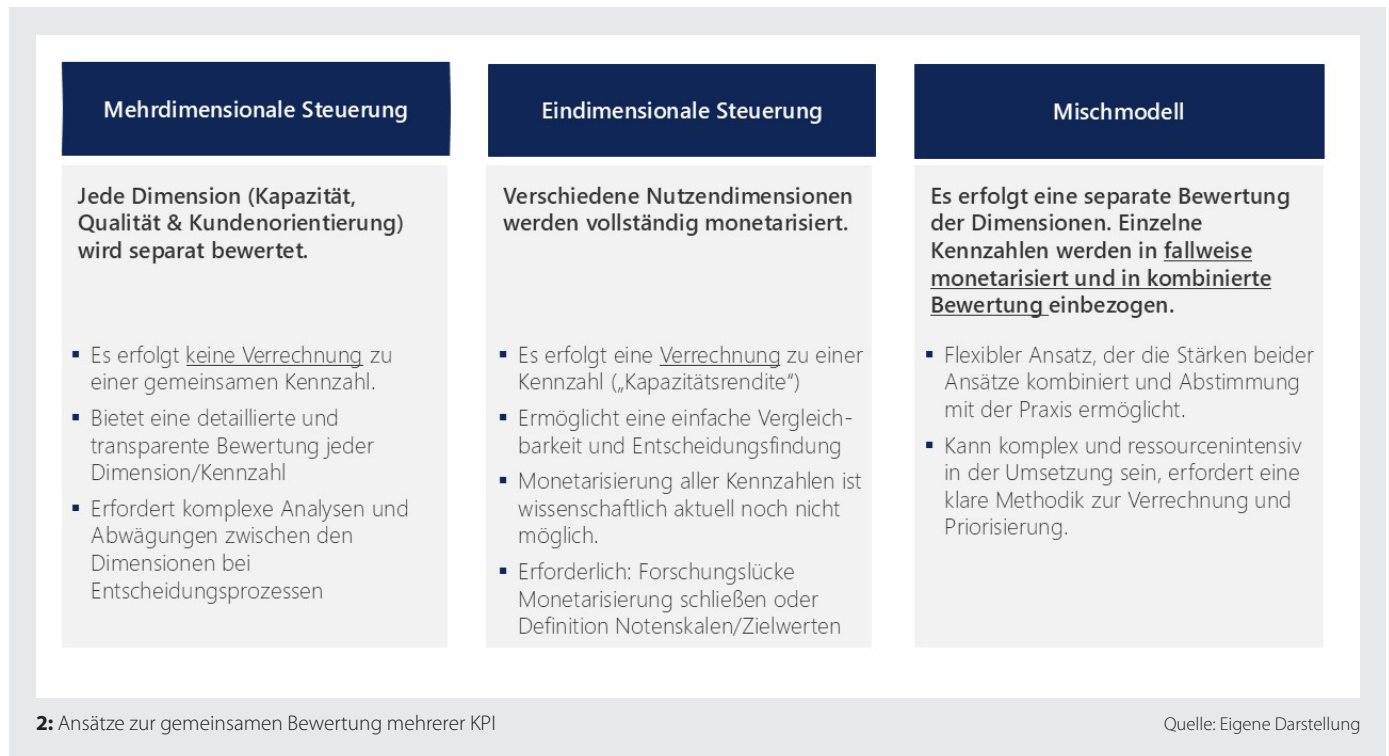 Mehrdimensionale Steuerung
Jede Dimension (Kapazität,
Qualität & Kundenorientierung)
wird separat bewertet.
▪ Es erfolgt keine Verrechnung zu
einer gemeinsamen Kennzahl.
▪ Bietet eine detaillierte und
transparente Bewertung jeder
Dimension/Kennzahl
▪ Erfordert komplexe Analysen und
Abwägungen zwischen den
Dimensionen bei
Entscheidungsprozessen
Eindimensionale Steuerung
Verschiedene Nutzendimensionen
werden vollständig monetarisiert.
▪ Es erfolgt eine Verrechnung zu einer
Kennzahl („Kapazitätsrendite“)
▪ Ermöglicht eine einfache Vergleich-
barkeit und Entscheidungsfindung
▪ Monetarisierung aller Kennzahlen ist
wissenschaftlich aktuell noch nicht
möglich.
▪ Erforderlich: Forschungslücke
Monetarisierung schließen oder
Definition Notenskalen/Zielwerten
Mischmodell
Es erfolgt eine separate Bewertung
der Dimensionen. Einzelne
Kennzahlen werden in fallweise
monetarisiert und in kombinierte
Bewertung einbezogen.
▪ Flexibler Ansatz, der die Stärken beider
Ansätze kombiniert und Abstimmung
mit der Praxis ermöglicht.
▪ Kann komplex und ressourcenintensiv
in der Umsetzung sein, erfordert eine
klare Methodik zur Verrechnung und
Priorisierung.
2: Ansätze zur gemeinsamen Bewertung mehrerer KPI
Quelle: Eigene Darstellung